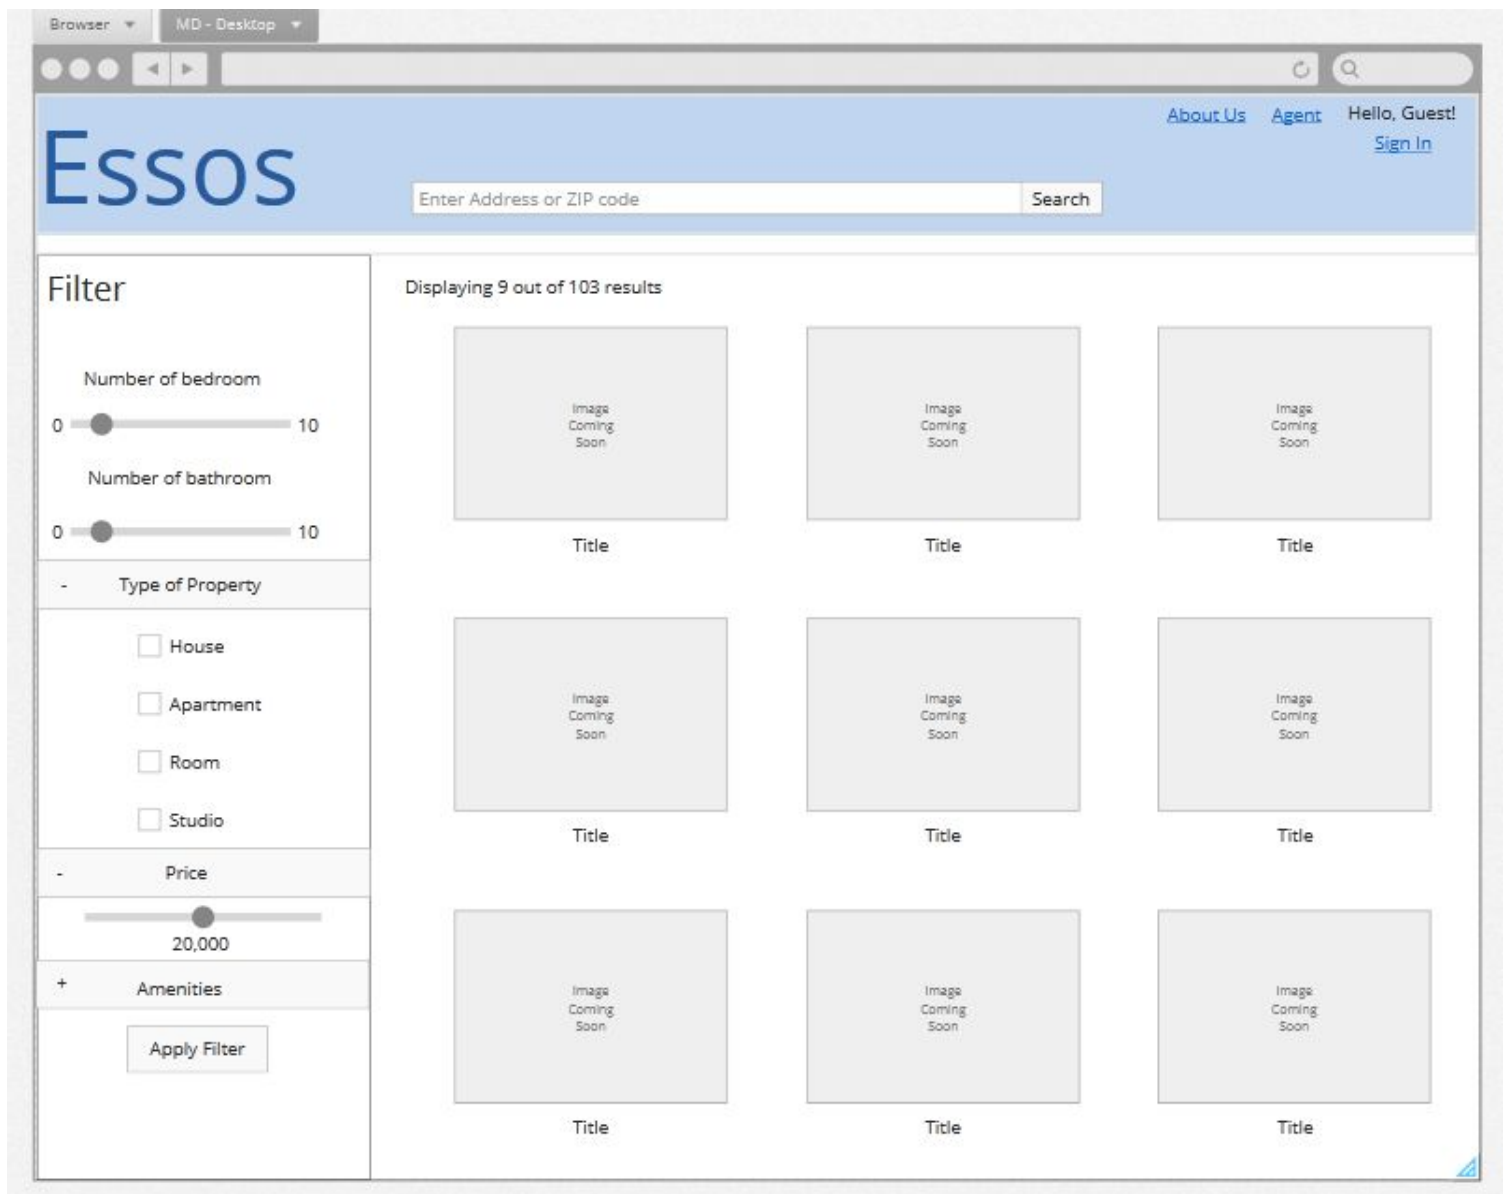 Browser
MD - Desktop
About Us Agent Hello, Guest!
Sign In
Essos
Enter Address or ZIP code Search
Filter
Displaying 9 out of 103 results
Number of bedroom
0 10
Number of bathroom
0 10
- Type of Property
House
Apartment
Room
Studio
- Price
20,000
+ Amenities
Apply Filter
Image
Coming
Soon
Title
Image
Coming
Soon
Title
Image
Coming
Soon
Title
Image
Coming
Soon
Title
Image
Coming
Soon
Title
Image
Coming
Soon
Title
Image
Coming
Soon
Title
Image
Coming
Soon
Title
Image
Coming
Soon
Title